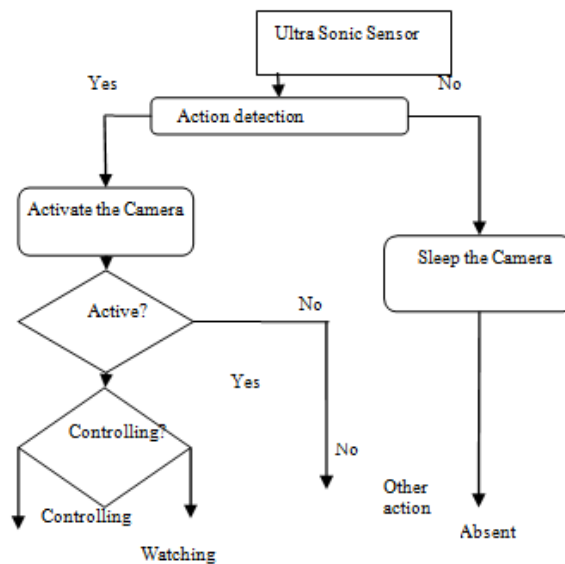 Ultra Sonic Sensor
Yes
No
Action detection
Activate the Camera
Sleep the Camera
Active?
No
Yes
Controlling?
No
Other
action
Controlling
Absent
Watching